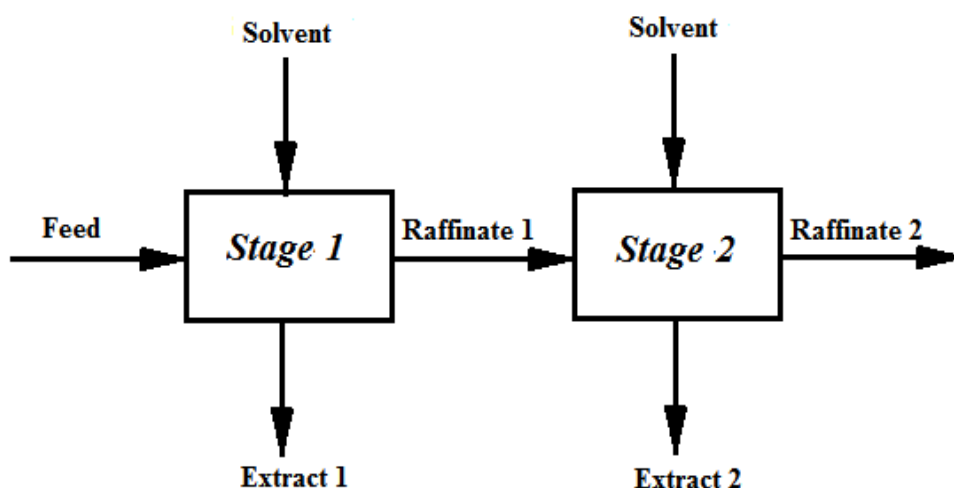 Solvent
Solvent
Feed
Stage 1
Raffinate 1
Stage 2
Raffinate 2
Extract 1
Extract 2